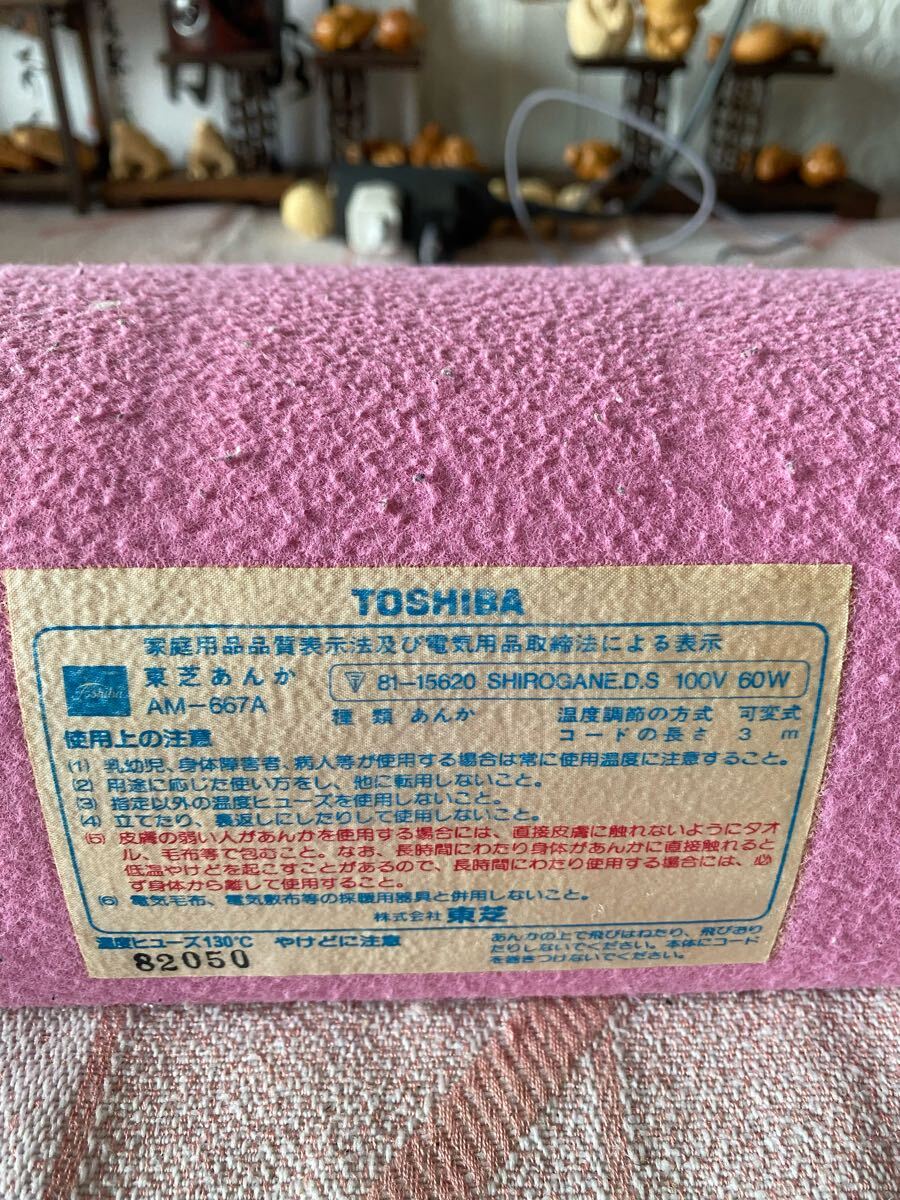 TOSHIBA
家庭用品品質表示法及び電気用品取締法による表示
Toshiba
東芝あんか
AM-667A
81-15620 SHIROGANE.D.S 100V 60W
種類 あんか
温度調節の方式 可変式
コードの長さ 3 m
使用上の注意
(1) 乳幼児、身体障害者、病人等が使用する場合は常に使用温度に注意すること。
(2) 用途に応じた使い方をし、他に転用しないこと。
(3) 指定以外の温度ヒューズを使用しないこと。
(4) 立てたり、裏返しにしたりして使用しないこと。
(5) 皮膚の弱い人があんかを使用する場合には、直接皮膚に触れないようにタオ
ル、毛布等で包むこと。なお、長時間にわたり身体があんかに直接触れると
低温やけどを起こすことがあるので、長時間にわたり使用する場合には、必
ず身体から離して使用すること。
(6) 電気毛布、電気敷布等の採暖用器具と併用しないこと。
株式会社 東芝
温度ヒューズ130℃ やけどに注意
82050
あんかの上で飛びはねたり、飛びおり
たりしないでください。本体にコード
を巻きつけないでください。